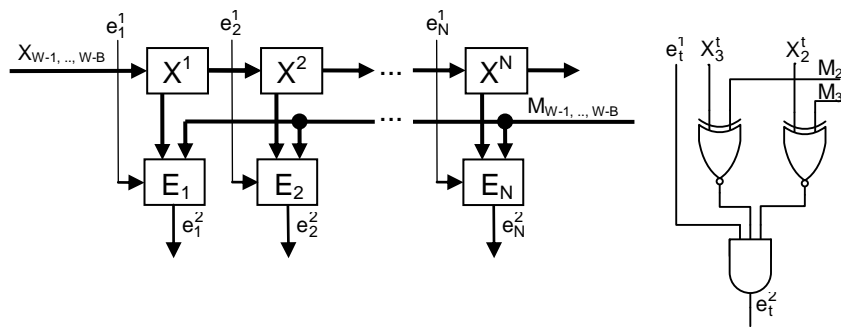 e_1^1 e_2^1 e_N^1 e_t^1 X_3^t X_2^t
X_{W-1, .., W-B} X^1 X^2 ... X^N M_2
M_3
... M_{W-1, .., W-B}
E_1 E_2 E_N
e_1^2 e_2^2 e_N^2
e_t^2